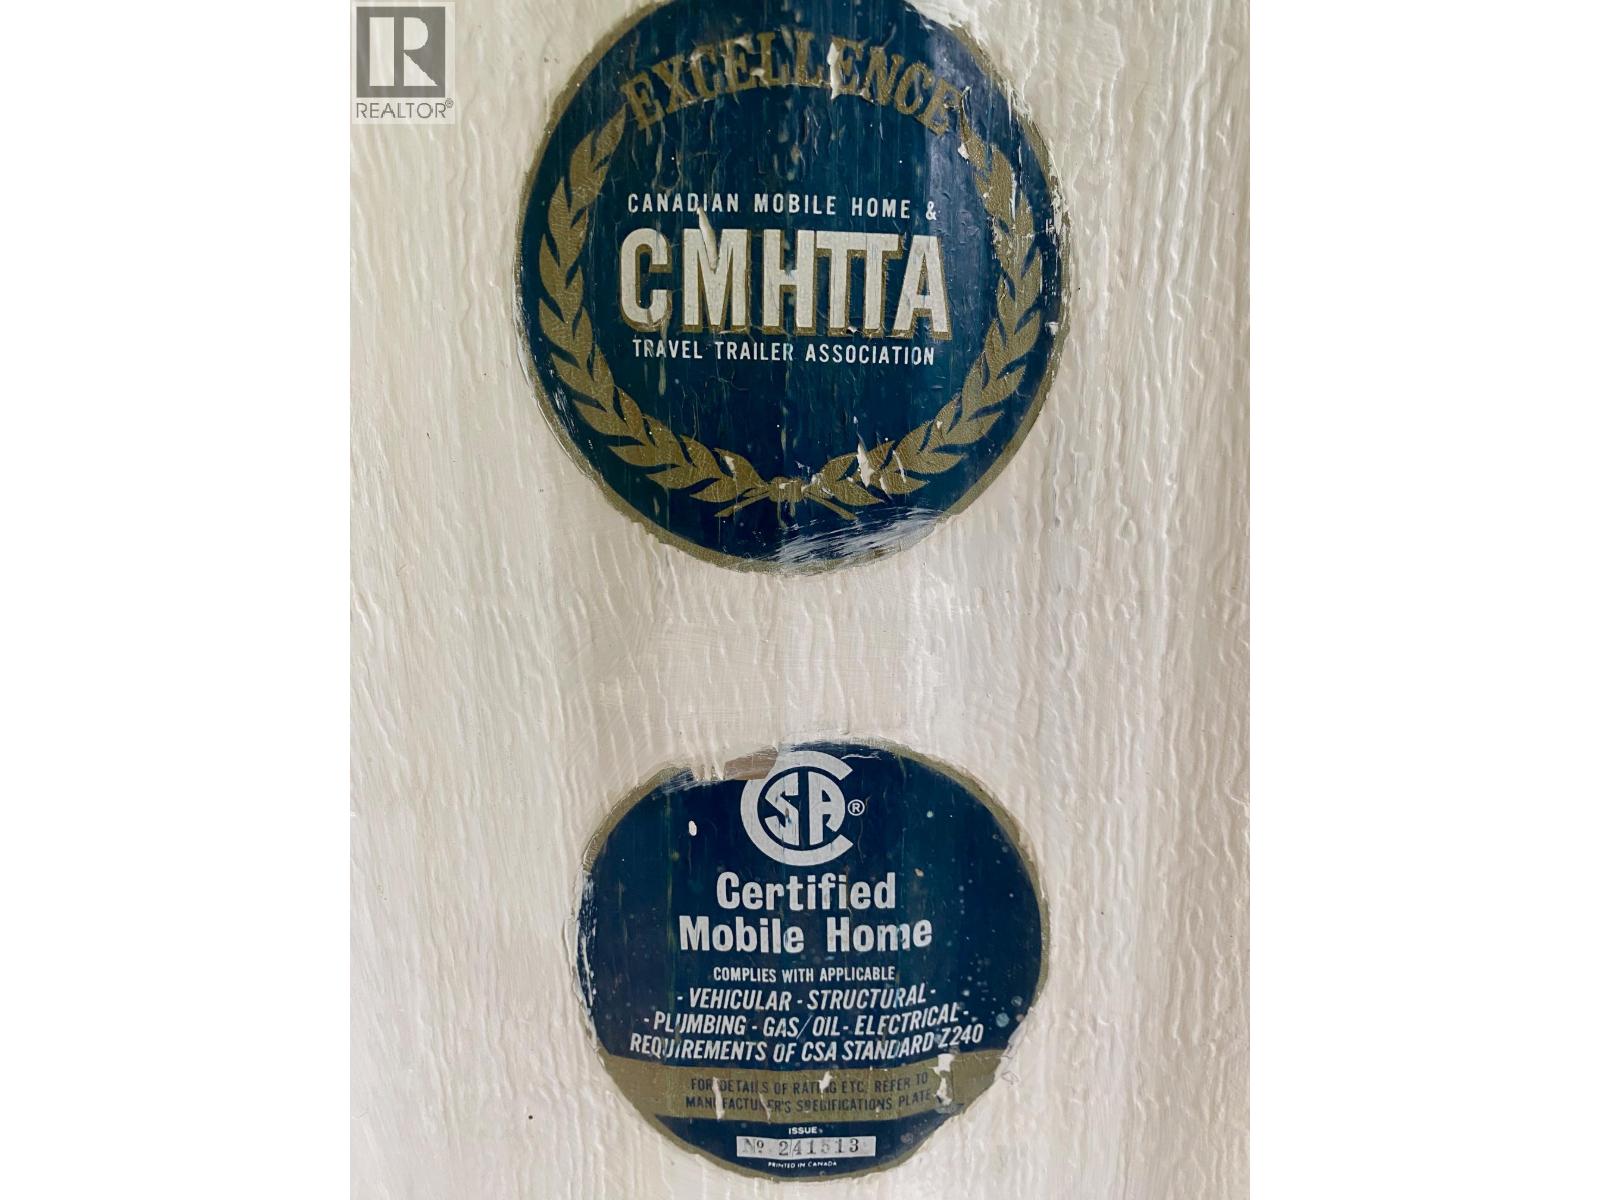 REALTOR®
EXCELLENCE
CANADIAN MOBILE HOME &
CMHTTA
TRAVEL TRAILER ASSOCIATION
CSA®
Certified
Mobile Home
COMPLIES WITH APPLICABLE
- VEHICULAR - STRUCTURAL -
- PLUMBING - GAS/OIL - ELECTRICAL -
REQUIREMENTS OF CSA STANDARD Z240
FOR DETAILS OF RATING ETC. REFER TO
MANUFACTURER'S SPECIFICATIONS PLATE
ISSUE
Nº 241513
PRINTED IN CANADA